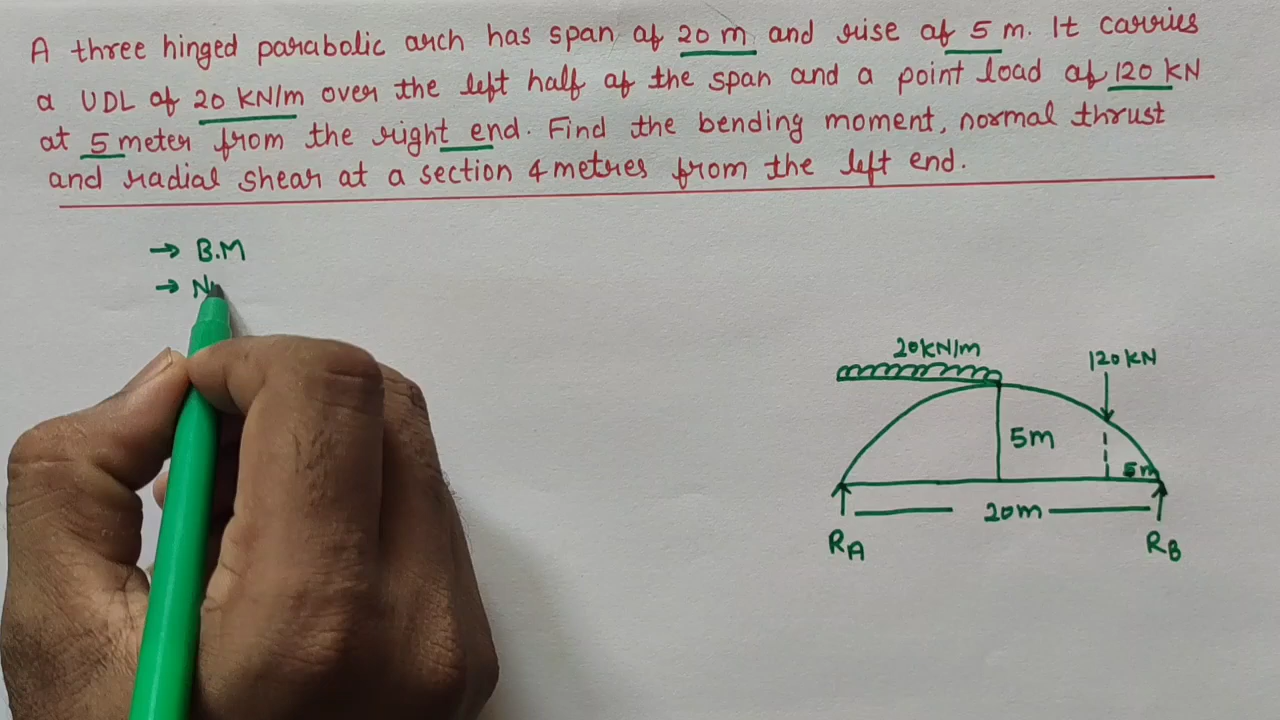 A three hinged parabolic arch has span of 20 m and rise of 5 m. It carries
a UDL of 20 KN/m over the left half of the span and a point load of 120 KN
at 5 meter from the right end. Find the bending moment, normal thrust
and radial shear at a section 4 metres from the left end.
→ B.M
→ N
20KN/m
120KN
5m
5m
20m
RA
RB